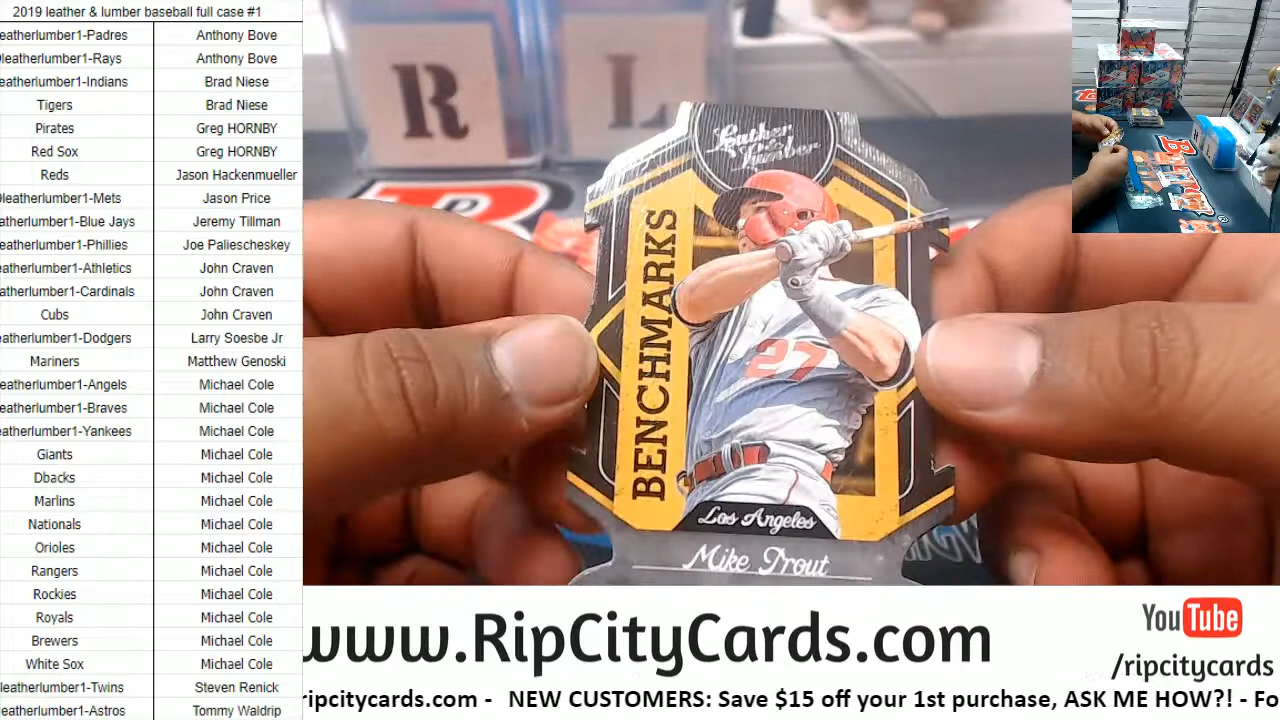 2019 leather & lumber baseball full case #1
eatherlumber1-Padres Anthony Bove
9leatherlumber1-Rays Anthony Bove
eatherlumber1-Indians Brad Niese
Tigers Brad Niese
Pirates Greg HORNBY
Red Sox Greg HORNBY
Reds Jason Hackenmueller
9leatherlumber1-Mets Jason Price
atherlumber1-Blue Jays Jeremy Tillman
eatherlumber1-Phillies Joe Paliescheskey
eatherlumber1-Athletics John Craven
atherlumber1-Cardinals John Craven
Cubs John Craven
eatherlumber1-Dodgers Larry Soesbe Jr
Mariners Matthew Genoski
eatherlumber1-Angels Michael Cole
eatherlumber1-Braves Michael Cole
eatherlumber1-Yankees Michael Cole
Giants Michael Cole
Dbacks Michael Cole
Marlins Michael Cole
Nationals Michael Cole
Orioles Michael Cole
Rangers Michael Cole
Rockies Michael Cole
Royals Michael Cole
Brewers Michael Cole
White Sox Michael Cole
leatherlumber1-Twins Steven Renick
leatherlumber1-Astros Tommy Waldrip
R L
Leather
Lumber
BENCHMARKS
27
Los Angeles
Mike Trout
www.RipCityCards.com
YouTube
/ripcitycards
ripcitycards.com - NEW CUSTOMERS: Save $15 off your 1st purchase, ASK ME HOW?! - Fo